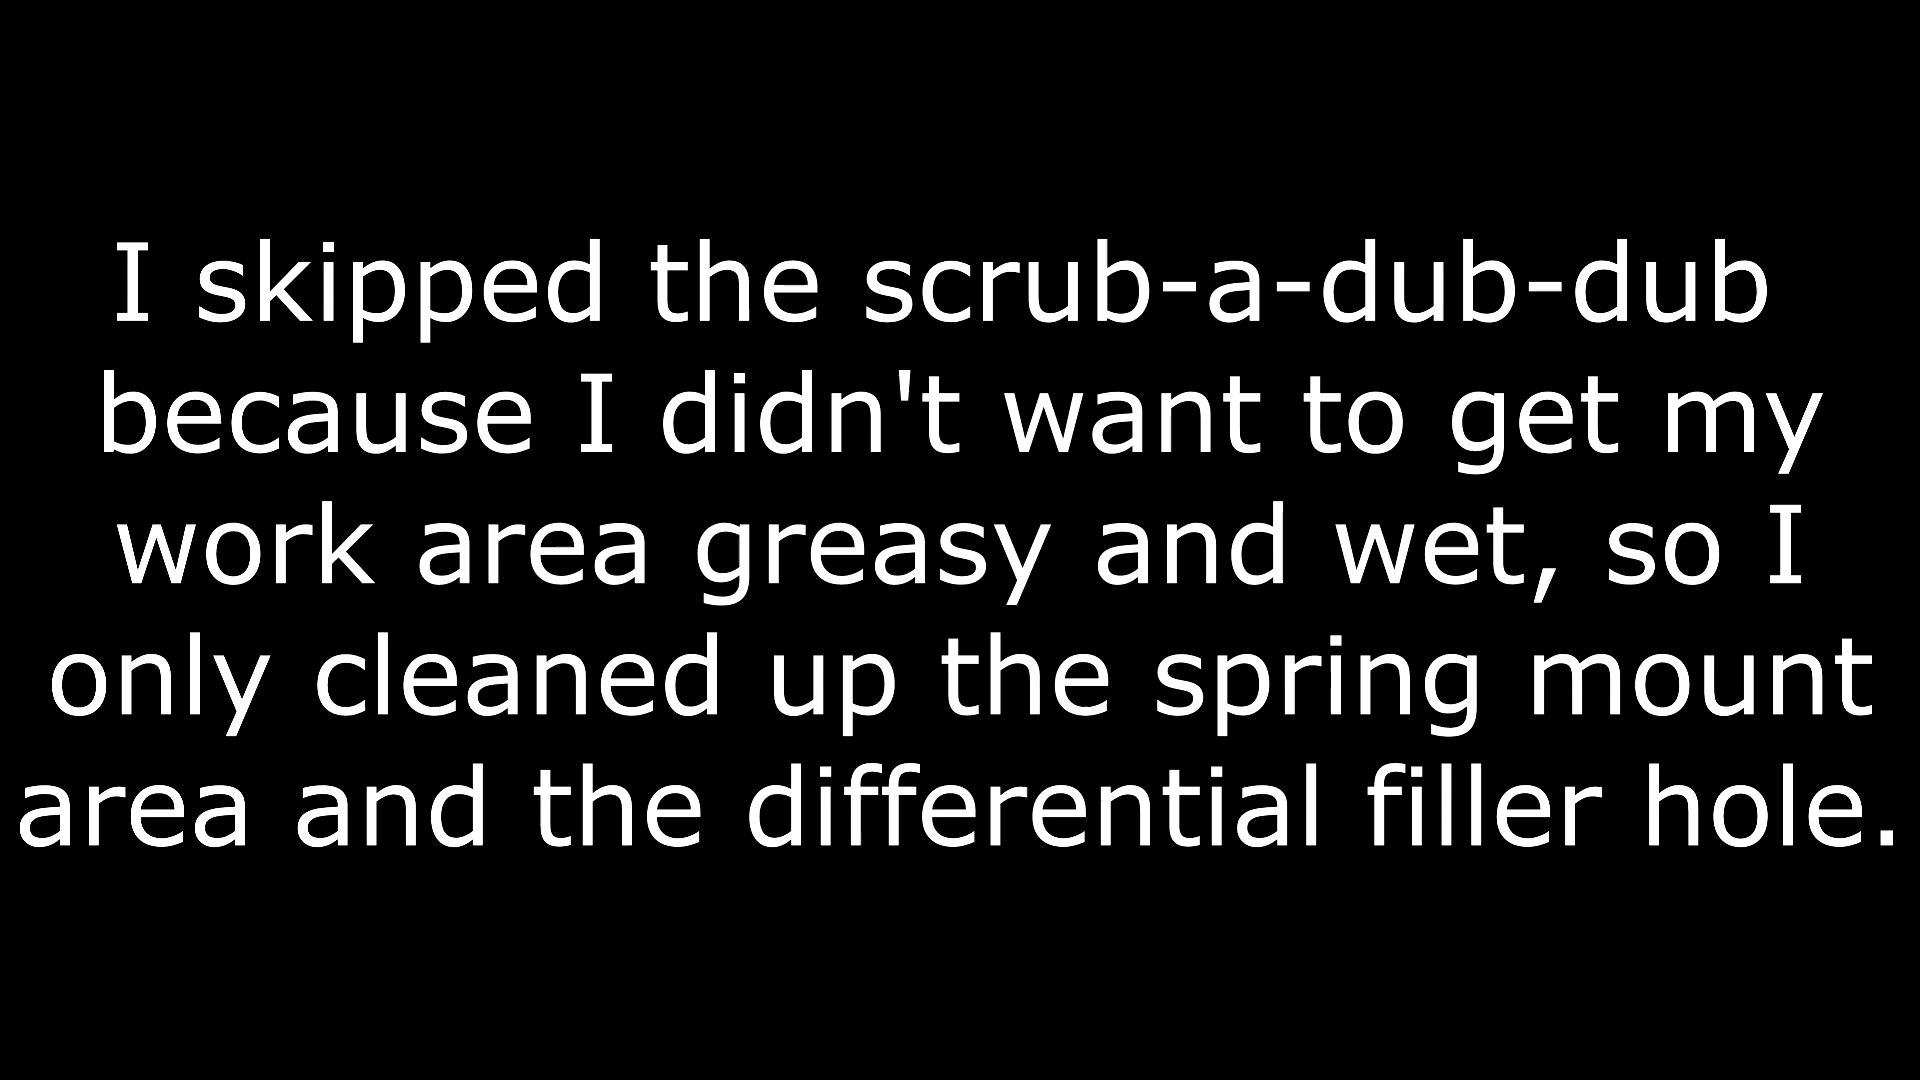 I skipped the scrub-a-dub-dub
because I didn't want to get my
work area greasy and wet, so I
only cleaned up the spring mount
area and the differential filler hole.